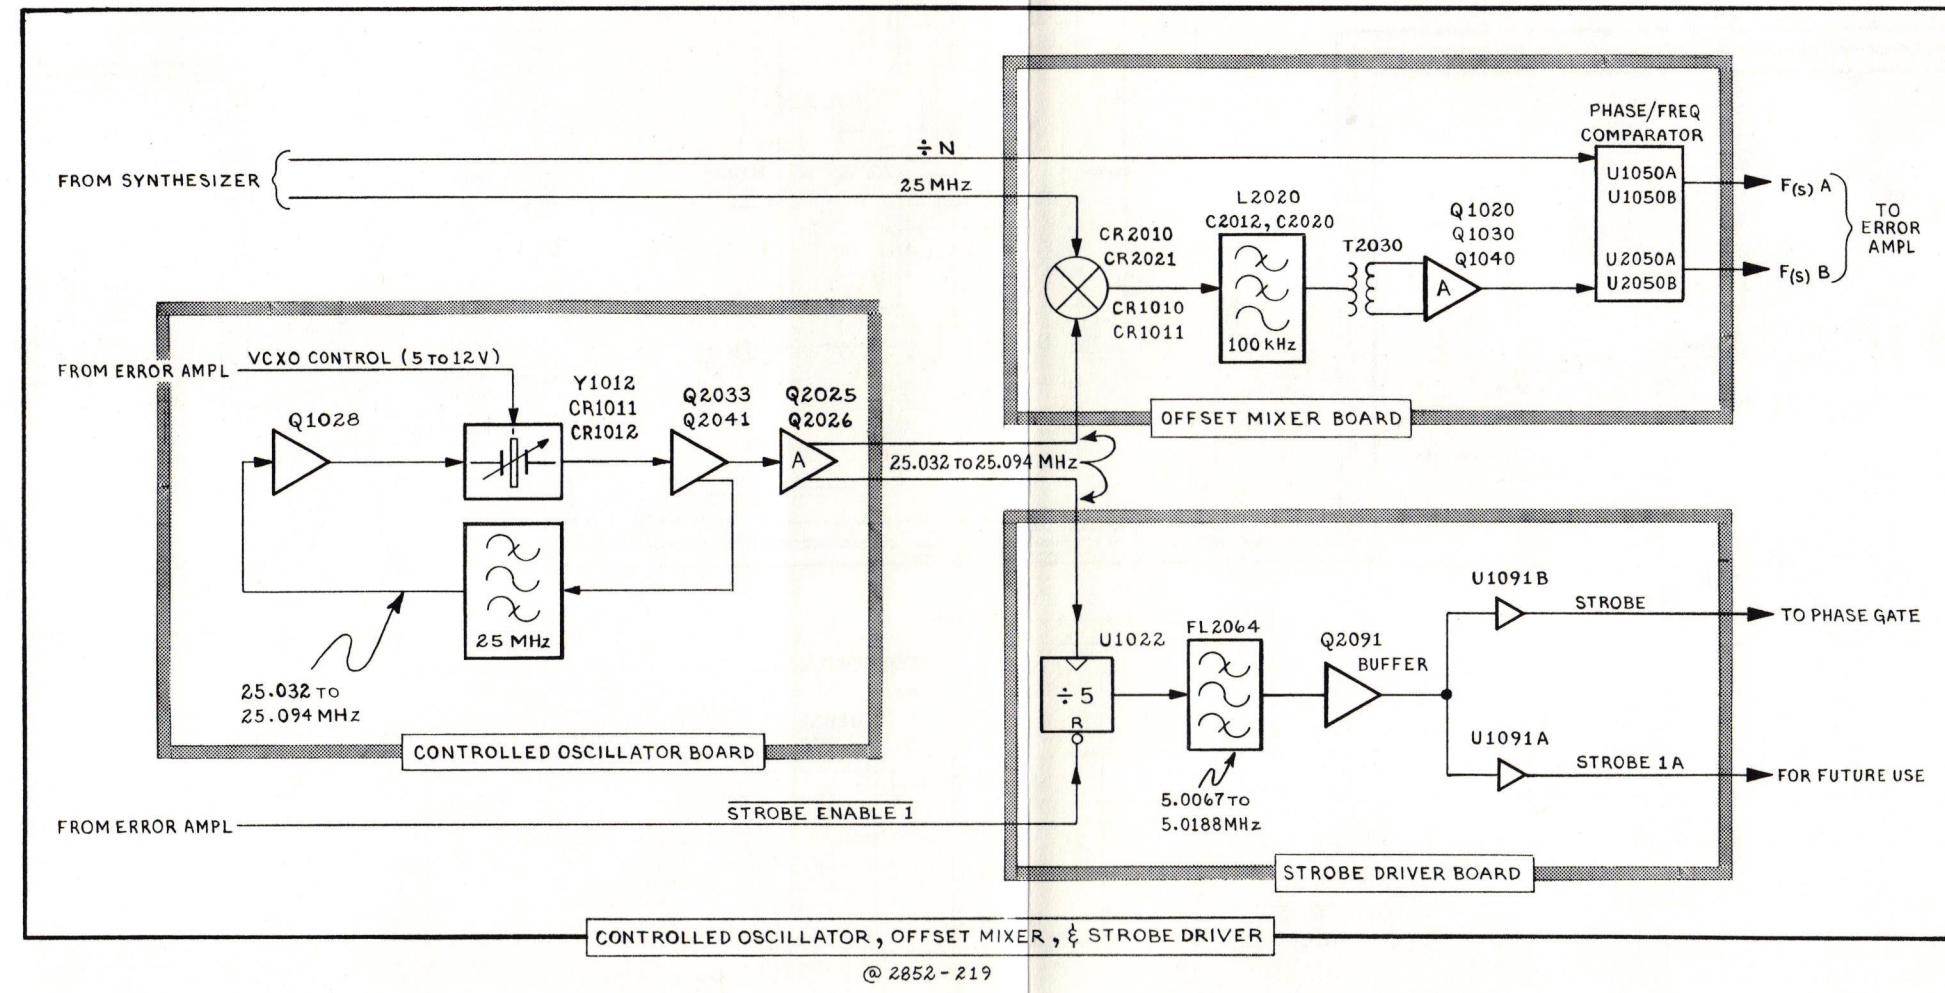 PHASE/FREQ
COMPARATOR
÷ N
25 MHz
FROM SYNTHESIZER
U1050A
U1050B
U2050A
U2050B
F(S) A
F(S) B
TO
ERROR
AMPL
L2020
C2012, C2020
100 kHz
T2030
Q1020
Q1030
Q1040
A
CR2010
CR2021
CR1010
CR1011
OFFSET MIXER BOARD
FROM ERROR AMPL
VCXO CONTROL (5 TO 12 V)
Q1028
Y1012
CR1011
CR1012
Q2033
Q2041
Q2025
Q2026
A
25.032 TO 25.094 MHz
25 MHz
25.032 TO
25.094 MHz
CONTROLLED OSCILLATOR BOARD
U1022
÷ 5
R
FL2064
5.0067 TO
5.0188MHz
Q2091
BUFFER
U1091B
STROBE
TO PHASE GATE
U1091A
STROBE 1A
FOR FUTURE USE
FROM ERROR AMPL
STROBE ENABLE 1
STROBE DRIVER BOARD
CONTROLLED OSCILLATOR, OFFSET MIXER, & STROBE DRIVER
@ 2852-219